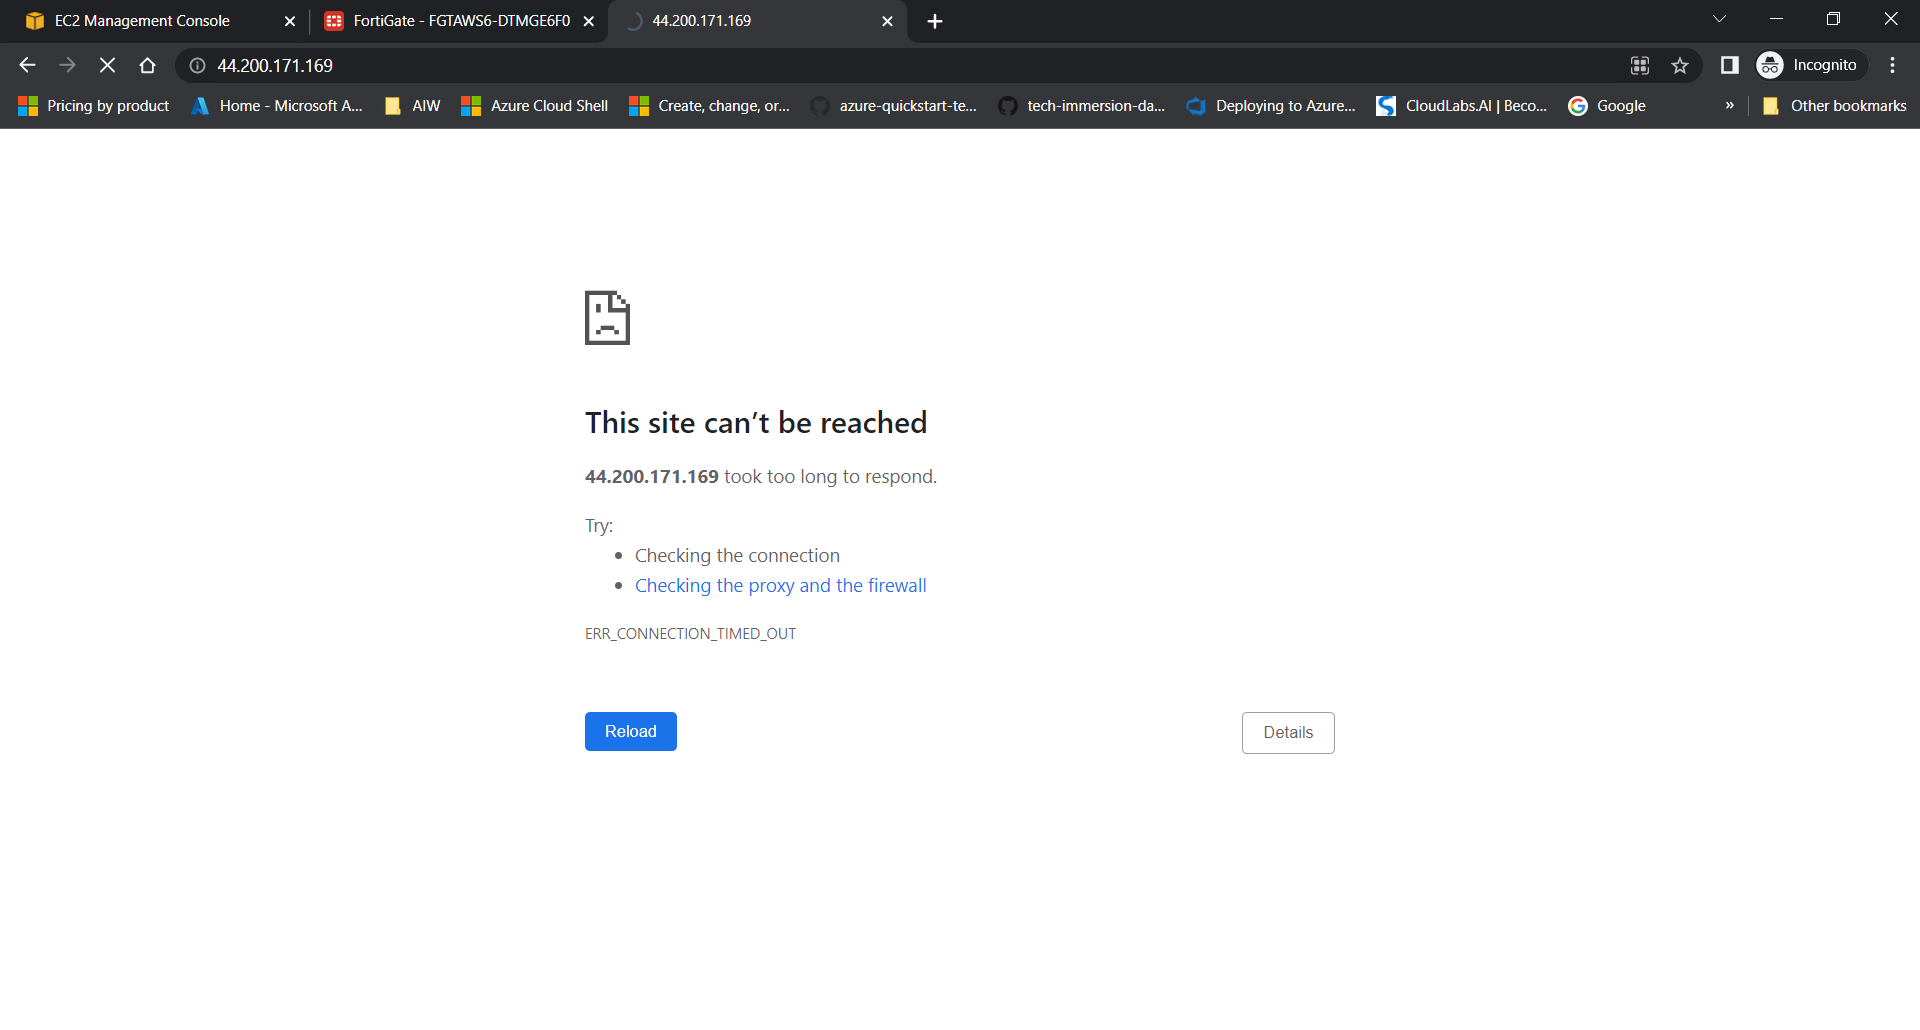 EC2 Management Console
FortiGate - FGTAWS6-DTMGE6F0
44.200.171.169
44.200.171.169
Incognito
Pricing by product
Home - Microsoft A...
AIW
Azure Cloud Shell
Create, change, or...
azure-quickstart-te...
tech-immersion-da...
Deploying to Azure...
CloudLabs.AI | Beco...
Google
»
Other bookmarks
This site can’t be reached
44.200.171.169 took too long to respond.
Try:
• Checking the connection
• Checking the proxy and the firewall
ERR_CONNECTION_TIMED_OUT
Reload
Details